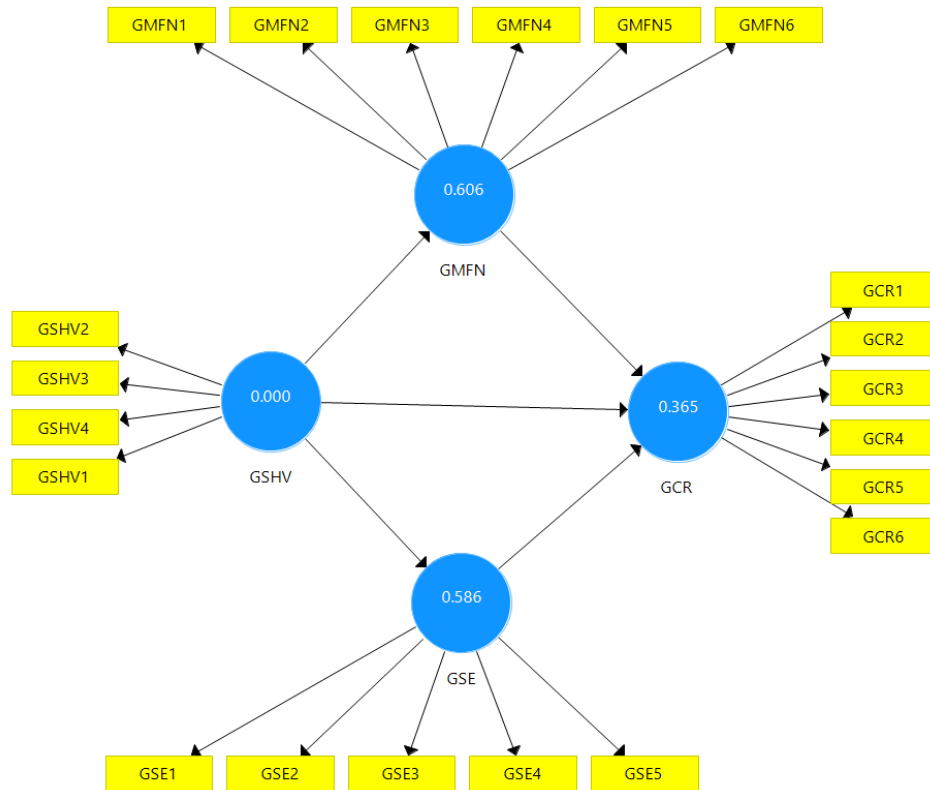 GMFN1
GMFN2
GMFN3
GMFN4
GMFN5
GMFN6
0.606
GMFN
GSHV2
GSHV3
GSHV4
GSHV1
0.000
GSHV
0.365
GCR
GCR1
GCR2
GCR3
GCR4
GCR5
GCR6
0.586
GSE
GSE1
GSE2
GSE3
GSE4
GSE5